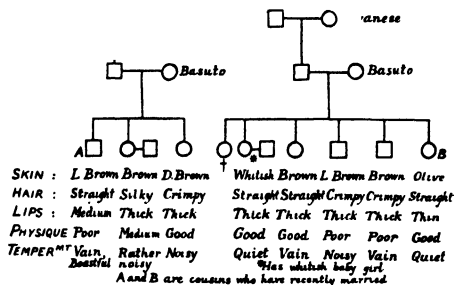 anese
Basuto
Basuto
A
B
*
SKIN : L Brown Brown D. Brown Whitish Brown L Brown Brown Olive
HAIR : Straight Silky Crimpy Straight Straight Crimpy Crimpy Straight
LIPS : Medium Thick Thick Thick Thick Thick Thick Thin
PHYSIQUE Poor Medium Good Good Good Poor Poor Good
TEMPERMT Vain, Rather Noisy Quiet Vain Noisy Vain Quiet
Boastful noisy *Has whitish baby girl
A and B are cousins who have recently married